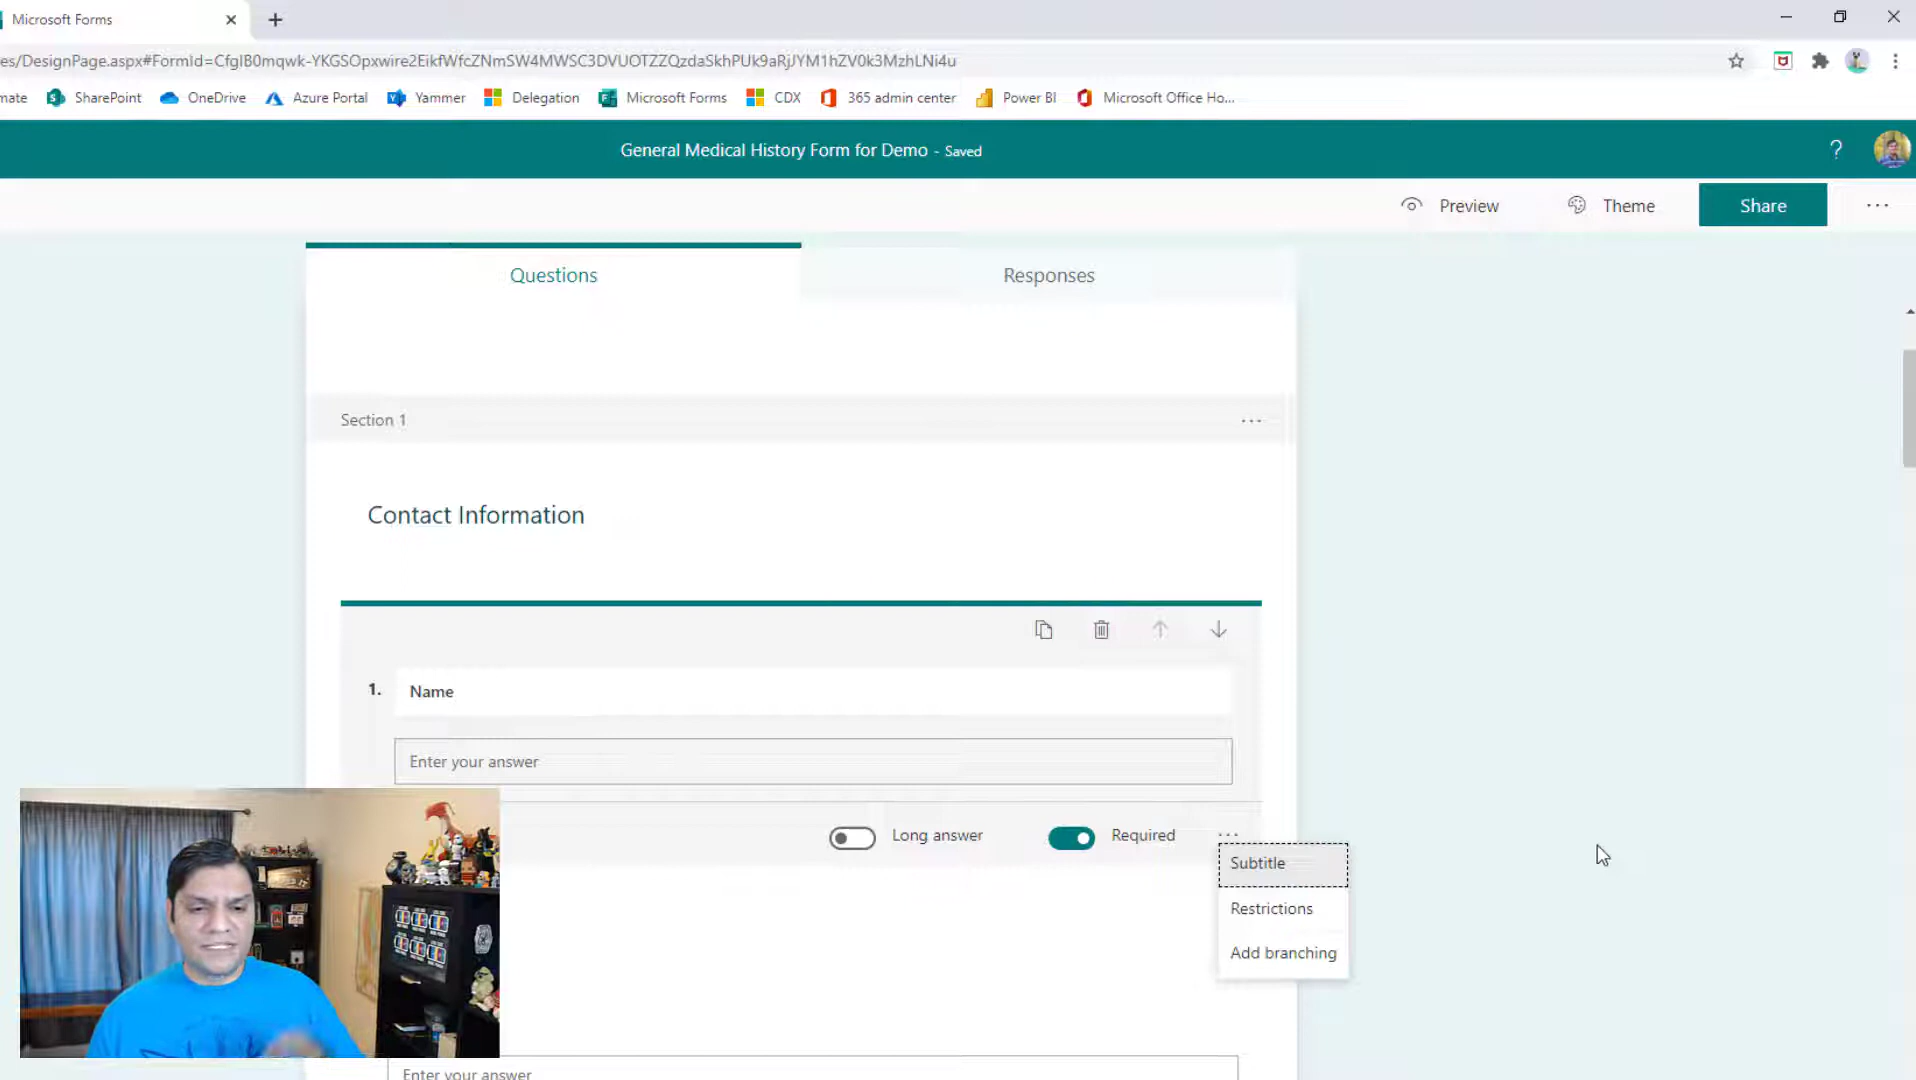 Microsoft Forms
es/DesignPage.aspx#FormId=CfglB0mqwk-YKGSOpxwire2EikfWfcZNmSW4MWSC3DVUOTZZQzdaSkhPUk9aRjJYM1hZV0k3MzhLNi4u
mate SharePoint OneDrive Azure Portal Yammer Delegation Microsoft Forms CDX 365 admin center Power BI Microsoft Office Ho...
General Medical History Form for Demo - Saved
?
Preview Theme Share ...
Questions Responses
Section 1
Contact Information
1. Name
Enter your answer
Long answer Required
Subtitle
Restrictions
Add branching
Enter your answer